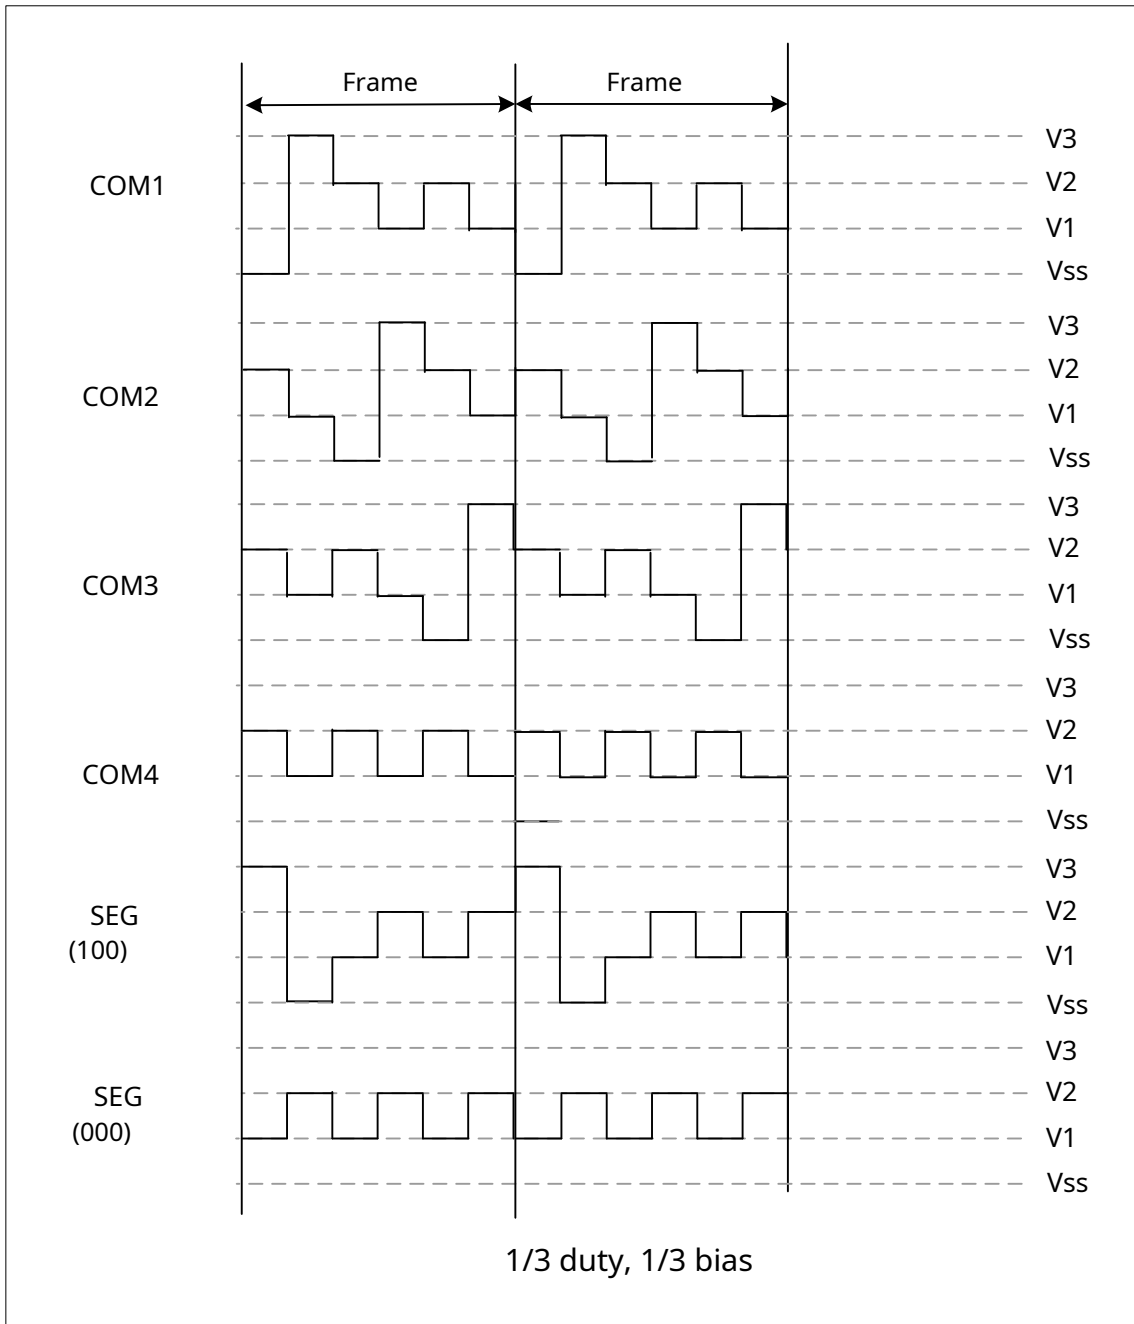 Frame Frame
V3
COM1 V2
V1
Vss
V3
V2
COM2
V1
Vss
V3
V2
COM3 V1
Vss
V3
V2
COM4 V1
Vss
V3
SEG V2
(100) V1
Vss
V3
SEG V2
(000) V1
Vss
1/3 duty, 1/3 bias